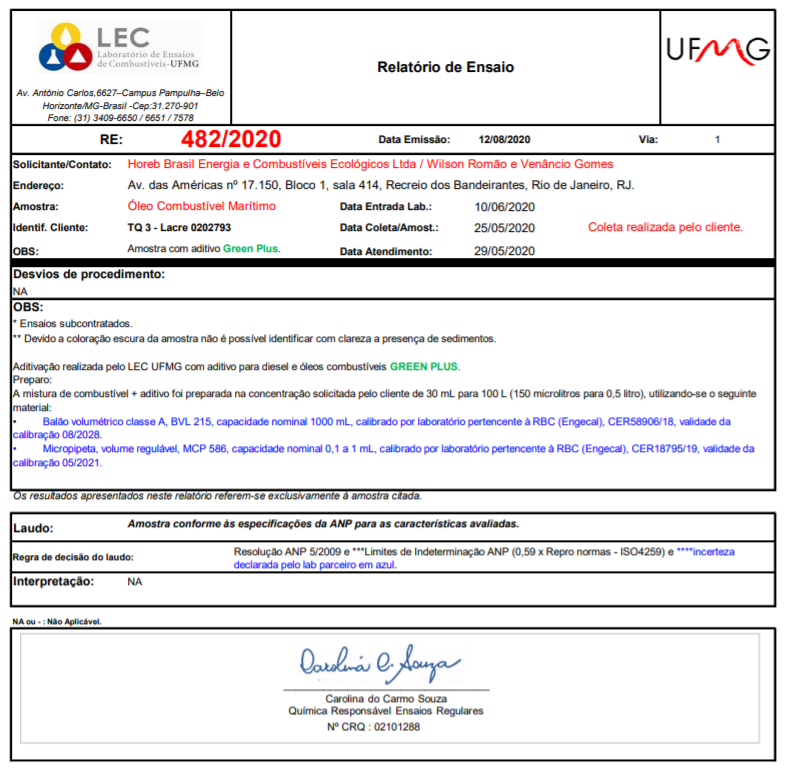 LEC
Laboratório de Ensaios
de Combustíveis-UFMG
UFMG
Relatório de Ensaio
Av. Antônio Carlos,6627–Campus Pampulha–Belo
Horizonte/MG-Brasil -Cep:31.270-901
Fone: (31) 3409-6650 / 6651 / 7578
RE: 482/2020 Data Emissão: 12/08/2020 Via: 1
Solicitante/Contato: Horeb Brasil Energia e Combustíveis Ecológicos Ltda / Wilson Romão e Venâncio Gomes
Endereço: Av. das Américas nº 17.150, Bloco 1, sala 414, Recreio dos Bandeirantes, Rio de Janeiro, RJ.
Amostra: Óleo Combustível Marítimo Data Entrada Lab.: 10/06/2020
Identif. Cliente: TQ 3 - Lacre 0202793 Data Coleta/Amost.: 25/05/2020 Coleta realizada pelo cliente.
OBS: Amostra com aditivo Green Plus. Data Atendimento: 29/05/2020
Desvios de procedimento:
NA
OBS:
* Ensaios subcontratados.
** Devido a coloração escura da amostra não é possível identificar com clareza a presença de sedimentos.
Aditivação realizada pelo LEC UFMG com aditivo para diesel e óleos combustíveis GREEN PLUS.
Preparo:
A mistura de combustível + aditivo foi preparada na concentração solicitada pelo cliente de 30 mL para 100 L (150 microlitros para 0,5 litro), utilizando-se o seguinte
material:
• Balão volumétrico classe A, BVL 215, capacidade nominal 1000 mL, calibrado por laboratório pertencente à RBC (Engecal), CER58906/18, validade da
calibração 08/2028.
• Micropipeta, volume regulável, MCP 586, capacidade nominal 0,1 a 1 mL, calibrado por laboratório pertencente à RBC (Engecal), CER18795/19, validade da
calibração 05/2021.
Os resultados apresentados neste relatório referem-se exclusivamente à amostra citada.
Laudo: Amostra conforme às especificações da ANP para as características avaliadas.
Regra de decisão do laudo: Resolução ANP 5/2009 e ***Limites de Indeterminação ANP (0,59 x Repro normas - ISO4259) e ****incerteza
declarada pelo lab parceiro em azul.
Interpretação: NA
NA ou - : Não Aplicável.
Carolina C. Souza
Carolina do Carmo Souza
Química Responsável Ensaios Regulares
Nº CRQ : 02101288